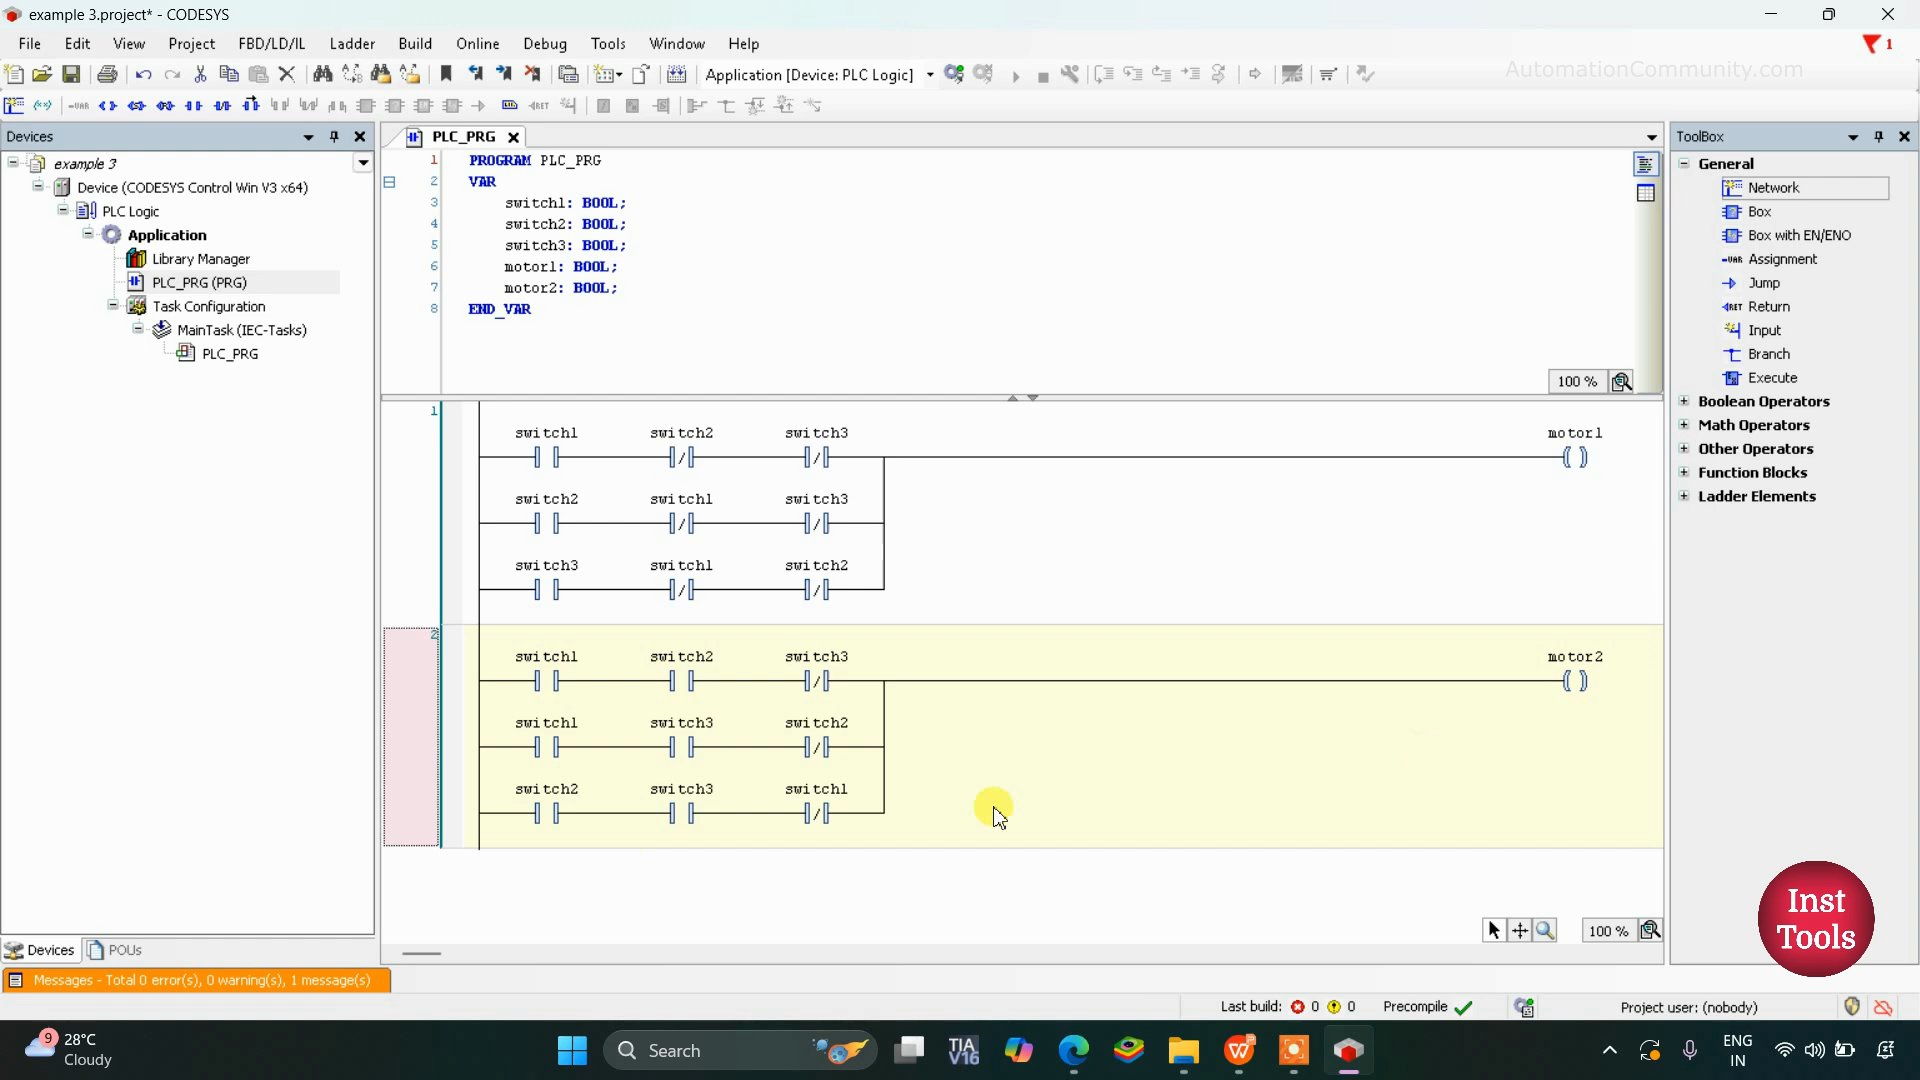 example 3.project* - CODESYS
File Edit View Project FBD/LD/IL Ladder Build Online Debug Tools Window Help
1
Application [Device: PLC Logic]
AutomationCommunity.com
Devices
example 3
Device (CODESYS Control Win V3 x64)
PLC Logic
Application
Library Manager
PLC_PRG (PRG)
Task Configuration
MainTask (IEC-Tasks)
PLC_PRG
Devices
POUs
PLC_PRG
1 PROGRAM PLC_PRG
2 VAR
3 switch1: BOOL;
4 switch2: BOOL;
5 switch3: BOOL;
6 motor1: BOOL;
7 motor2: BOOL;
8 END_VAR
100 %
1
switch1 switch2 switch3 motor1
switch2 switch1 switch3
switch3 switch1 switch2
2
switch1 switch2 switch3 motor2
switch1 switch3 switch2
switch2 switch3 switch1
100 %
ToolBox
General
Network
Box
Box with EN/ENO
-VAR Assignment
Jump
RET Return
Input
Branch
Execute
Boolean Operators
Math Operators
Other Operators
Function Blocks
Ladder Elements
Inst
Tools
Messages - Total 0 error(s), 0 warning(s), 1 message(s)
Last build: 0 0 Precompile Project user: (nobody)
9
28°C
Cloudy
Search
TIA
V16
ENG
IN